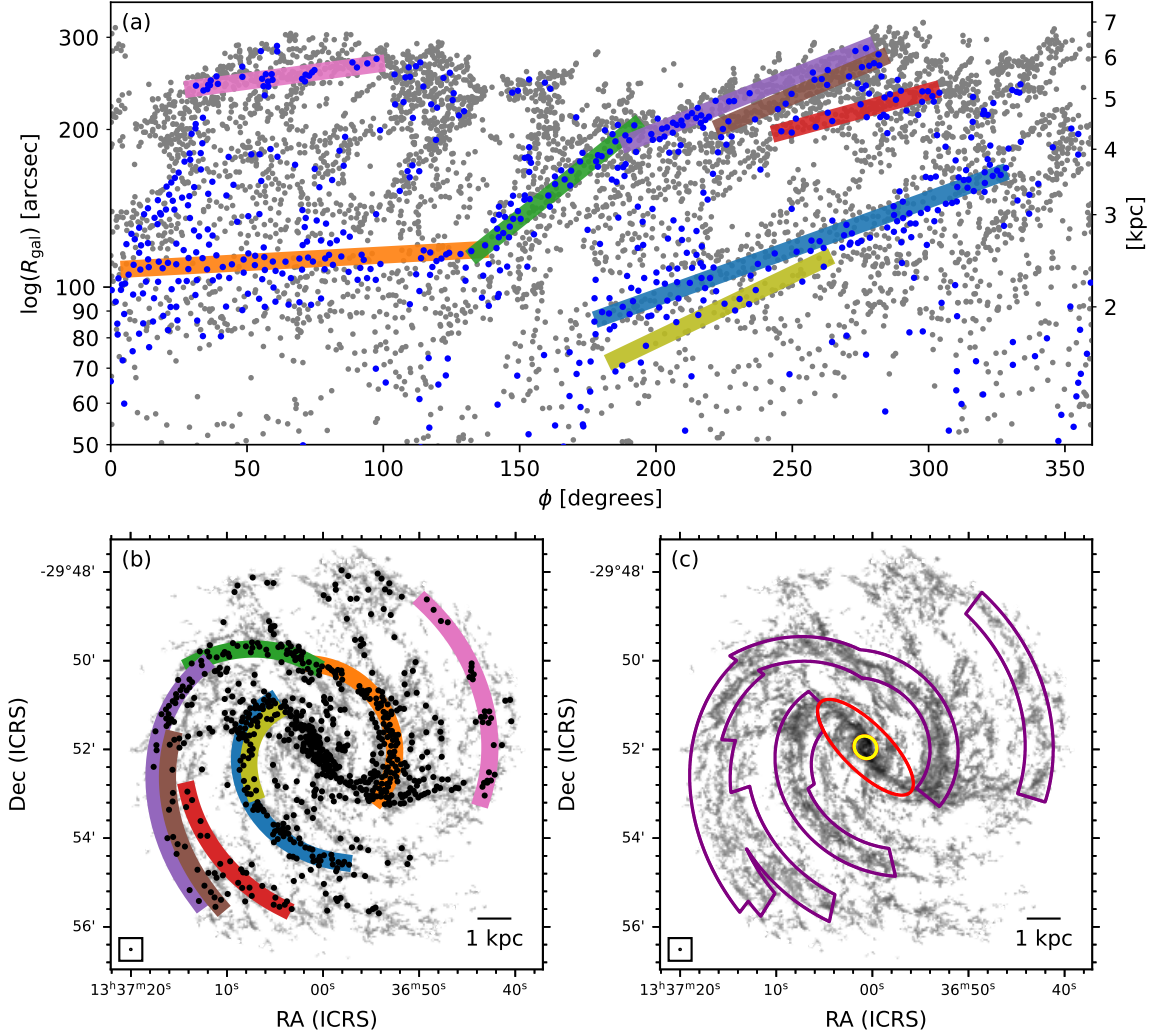 (a)
300
200
100
90
80
70
60
50
log(R_gal) [arcsec]
7
6
5
4
3
2
[kpc]
0 50 100 150 200 250 300 350
ϕ [degrees]
(b)
-29°48'
50'
52'
54'
56'
Dec (ICRS)
1 kpc
13ʰ37ᵐ20ˢ 10ˢ 00ˢ 36ᵐ50ˢ 40ˢ
RA (ICRS)
(c)
-29°48'
50'
52'
54'
56'
Dec (ICRS)
1 kpc
13ʰ37ᵐ20ˢ 10ˢ 00ˢ 36ᵐ50ˢ 40ˢ
RA (ICRS)